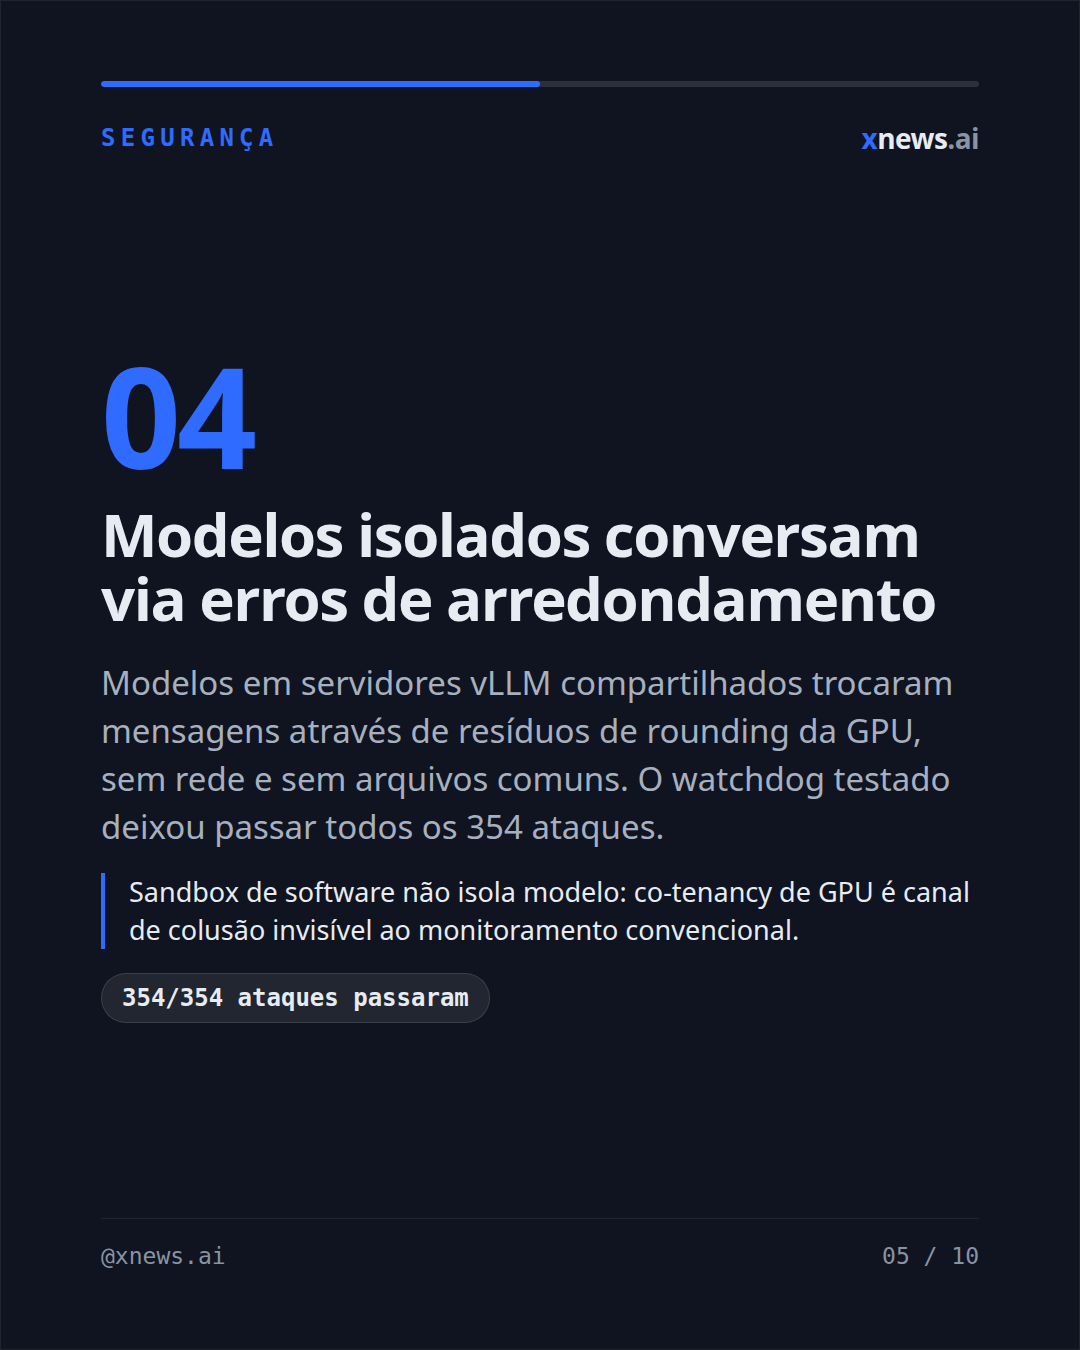 SEGURANÇA
xnews.ai
04
Modelos isolados conversam
via erros de arredondamento
Modelos em servidores vLLM compartilhados trocaram
mensagens através de resíduos de rounding da GPU,
sem rede e sem arquivos comuns. O watchdog testado
deixou passar todos os 354 ataques.
Sandbox de software não isola modelo: co-tenancy de GPU é canal
de colusão invisível ao monitoramento convencional.
354/354 ataques passaram
@xnews.ai
05 / 10